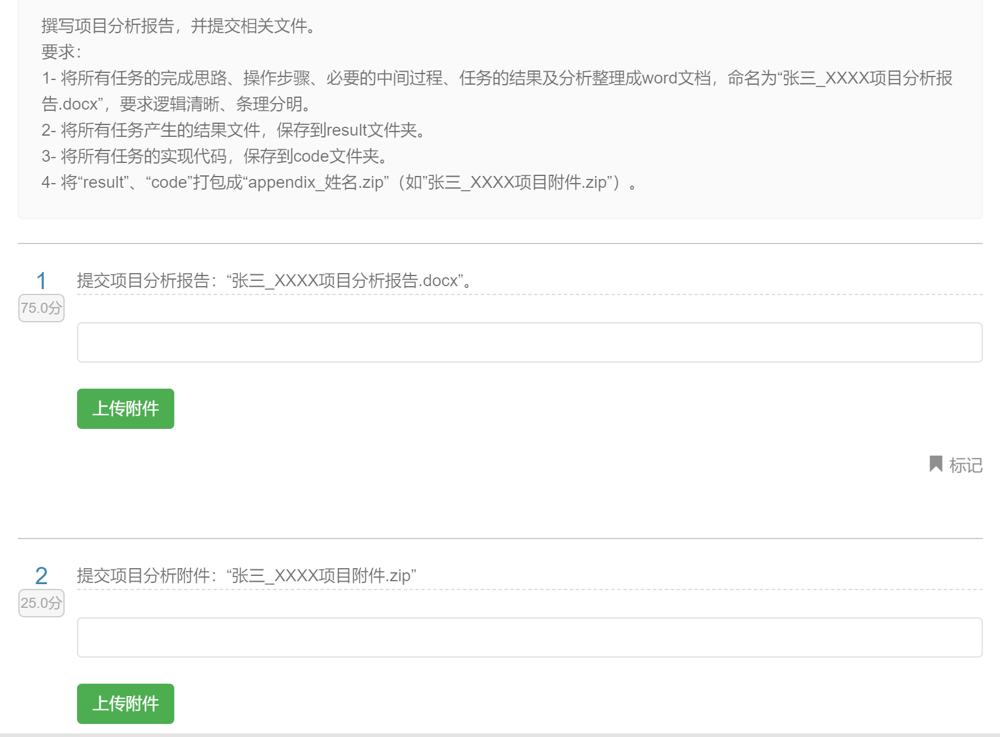 撰写项目分析报告，并提交相关文件。
要求：
1- 将所有任务的完成思路、操作步骤、必要的中间过程、任务的结果及分析整理成word文档，命名为“张三_XXXX项目分析报
告.docx”，要求逻辑清晰、条理分明。
2- 将所有任务产生的结果文件，保存到result文件夹。
3- 将所有任务的实现代码，保存到code文件夹。
4- 将“result”、“code”打包成“appendix_姓名.zip”（如”张三_XXXX项目附件.zip”）。
1
提交项目分析报告：“张三_XXXX项目分析报告.docx”。
75.0分
上传附件
标记
2
提交项目分析附件：“张三_XXXX项目附件.zip”
25.0分
上传附件